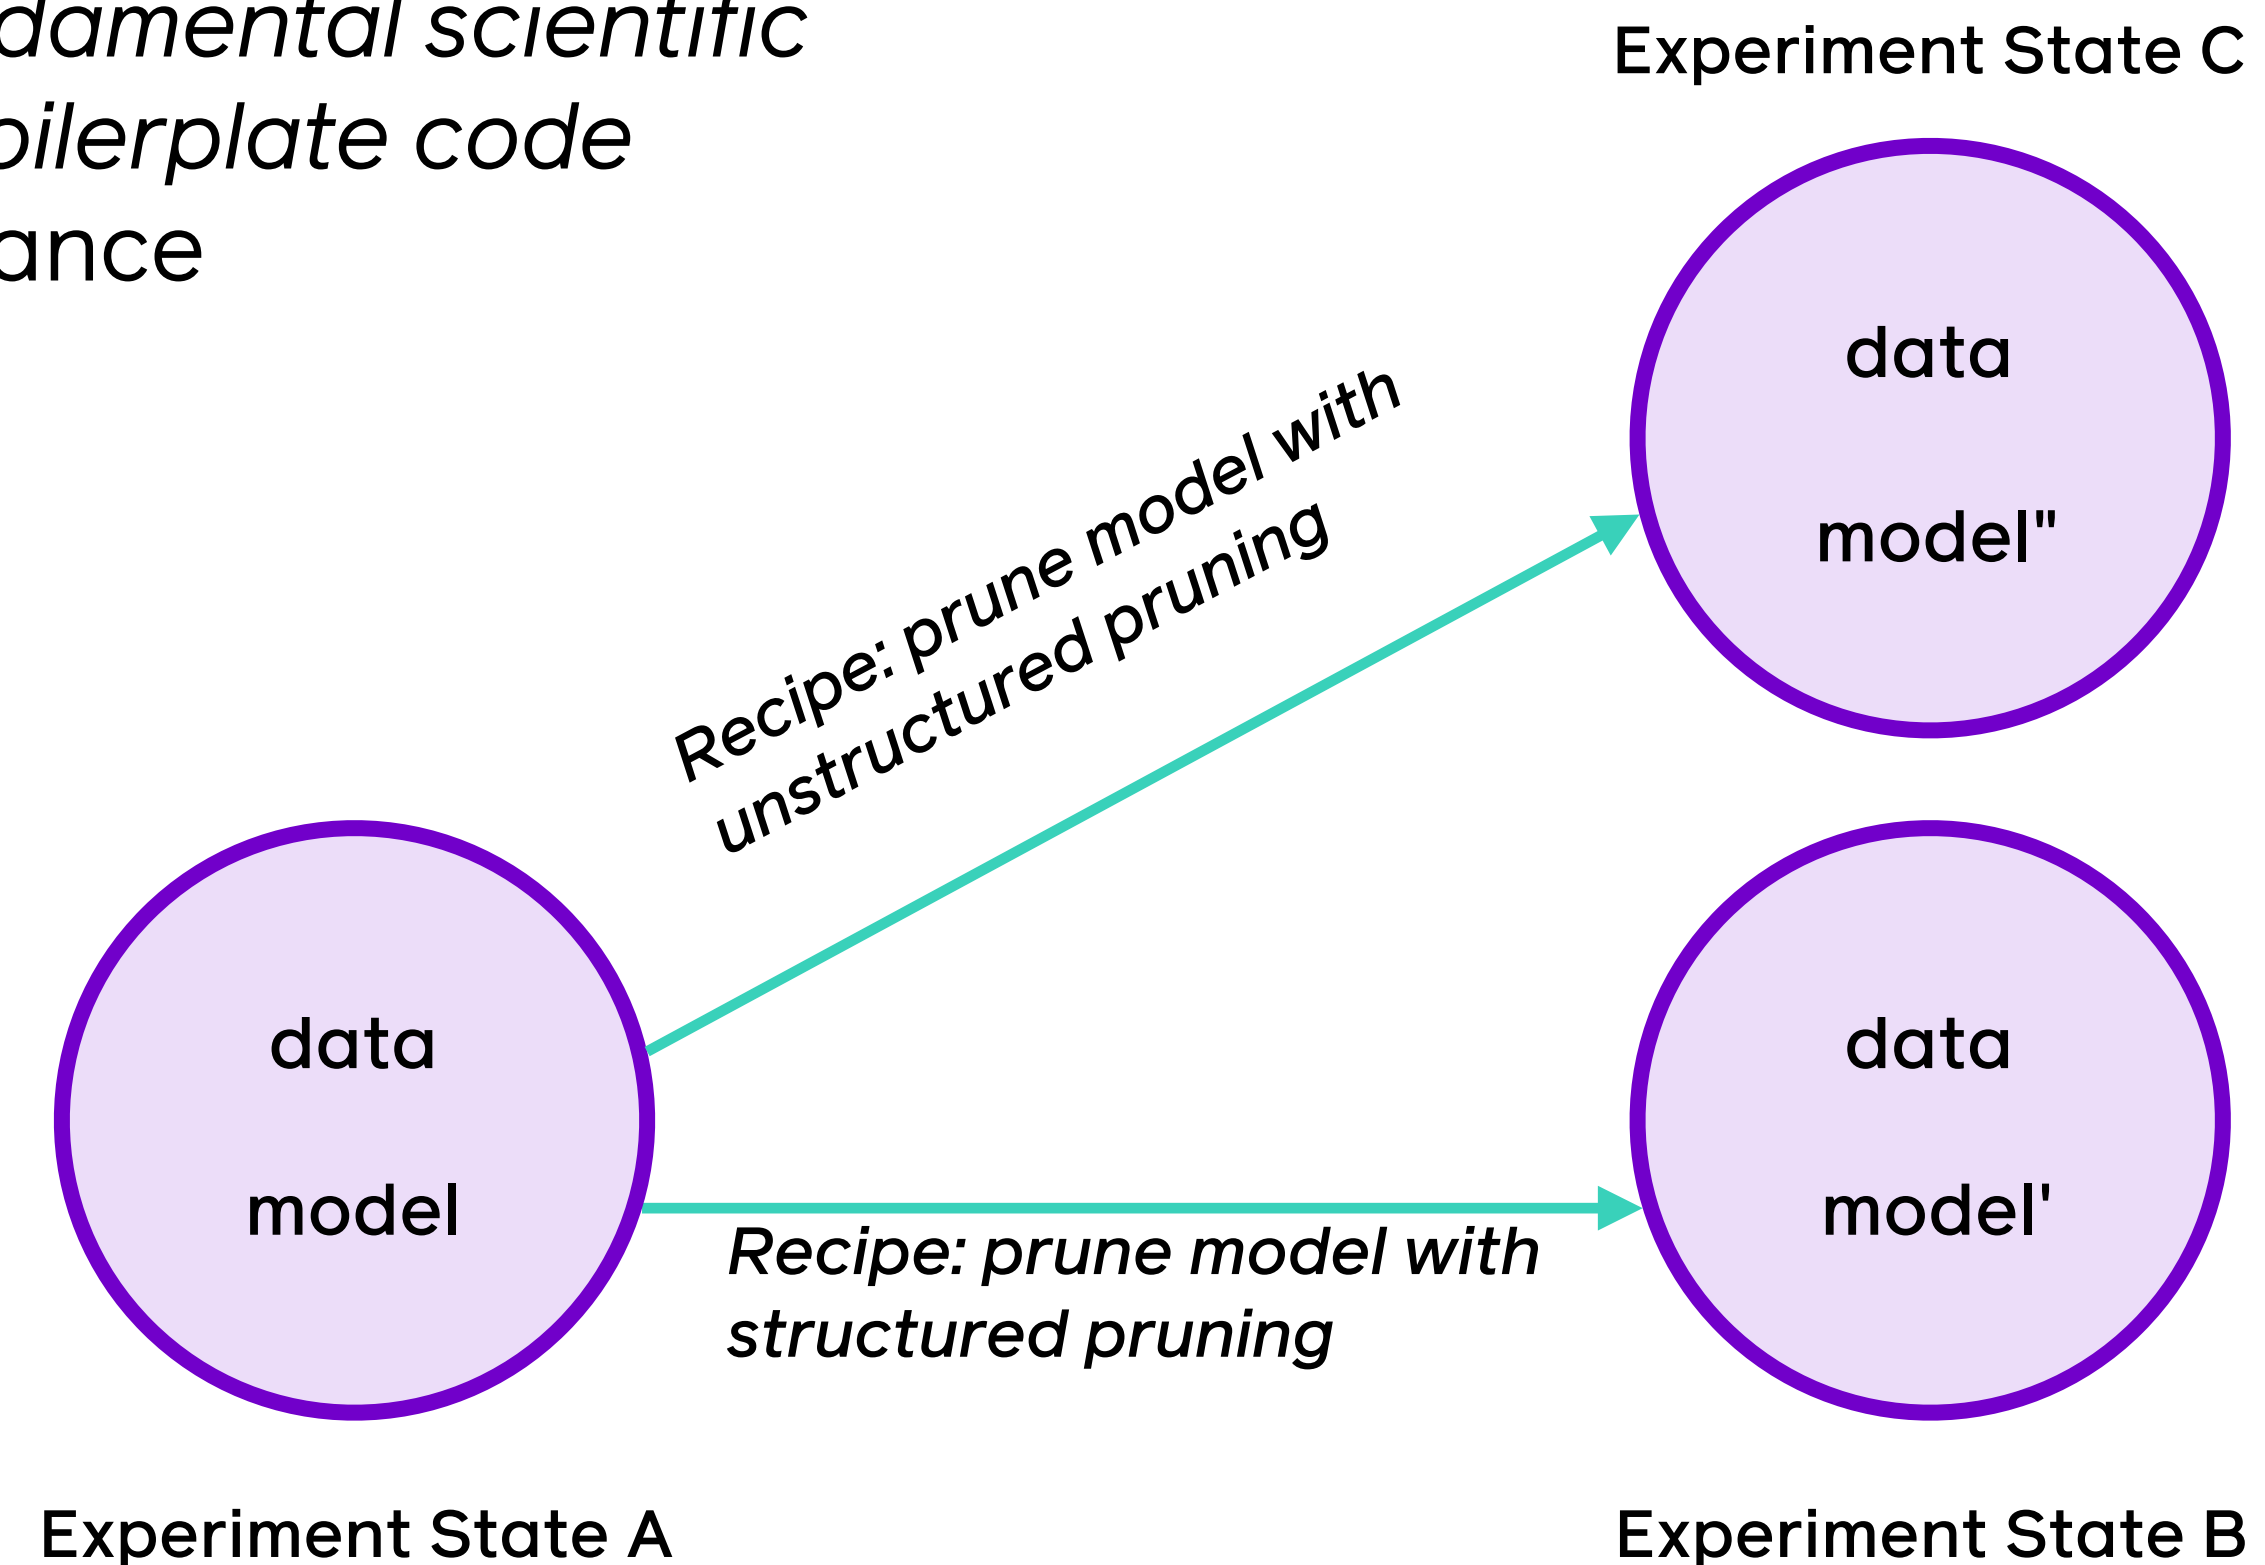 damental scientific
oilerplate code
ance
Experiment State C
data
model"
Recipe: prune model with
unstructured pruning
data
model
data
model'
Recipe: prune model with
structured pruning
Experiment State A
Experiment State B